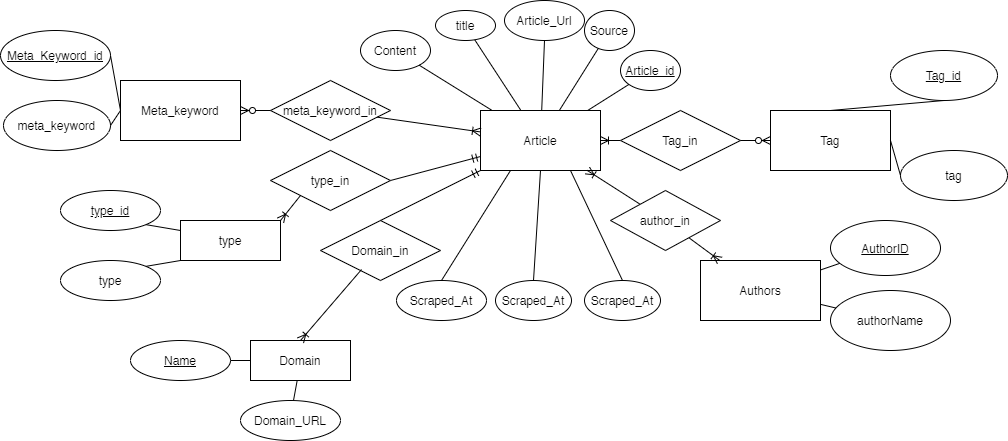 title
Article_Url
Source
Content
Article_id
Meta_Keyword_id
Tag_id
Meta_keyword
meta_keyword_in
meta_keyword
Article
Tag_in
Tag
tag
type_in
type_id
type
type
author_in
Domain_in
AuthorID
Authors
authorName
Scraped_At
Scraped_At
Scraped_At
Name
Domain
Domain_URL